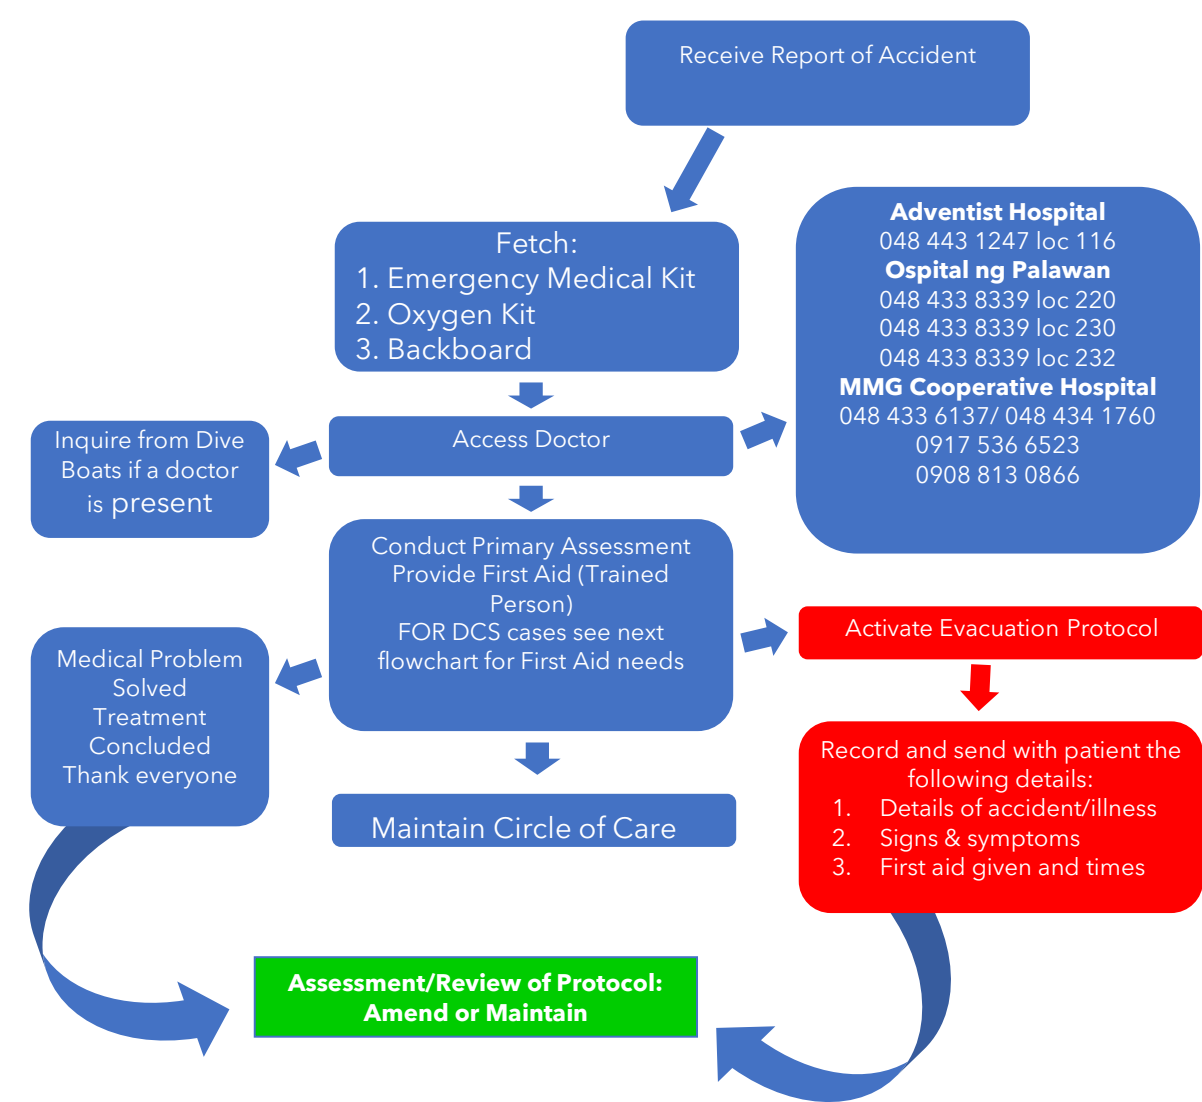 Receive Report of Accident
Fetch:
1. Emergency Medical Kit
2. Oxygen Kit
3. Backboard
Adventist Hospital
048 443 1247 loc 116
Ospital ng Palawan
048 433 8339 loc 220
048 433 8339 loc 230
048 433 8339 loc 232
MMG Cooperative Hospital
048 433 6137/ 048 434 1760
0917 536 6523
0908 813 0866
Access Doctor
Inquire from Dive
Boats if a doctor
is present
Conduct Primary Assessment
Provide First Aid (Trained
Person)
FOR DCS cases see next
flowchart for First Aid needs
Activate Evacuation Protocol
Medical Problem
Solved
Treatment
Concluded
Thank everyone
Maintain Circle of Care
Record and send with patient the
following details:
1. Details of accident/illness
2. Signs & symptoms
3. First aid given and times
Assessment/Review of Protocol:
Amend or Maintain